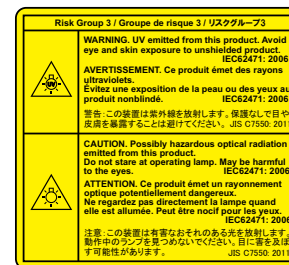 Risk Group 3 / Groupe de risque 3 / リスクグループ3
WARNING. UV emitted from this product. Avoid
eye and skin exposure to unshielded product.
IEC62471: 2006
AVERTISSEMENT. Ce produit émet des rayons
ultraviolets.
Évitez une exposition de la peau ou des yeux au
produit nonblindé. IEC62471: 2006
警告:この装置は紫外線を放射します。保護なしで目や
皮膚を暴露することは避けてください。 JIS C7550: 201
UV
CAUTION. Possibly hazardous optical radiation
emitted from this product.
Do not stare at operating lamp. May be harmful
to the eyes. IEC62471: 2006
ATTENTION. Ce produit émet un rayonnement
optique potentiellement dangereux.
Ne regardez pas directement la lampe quand
elle est allumée. Peut être nocif pour les yeux.
IEC62471: 2006
注意:この装置は有害なおそれのある光を放射します。
動作中のランプを見つめないでください。目に害を及ぼ
す可能性があります。 JIS C7550: 201